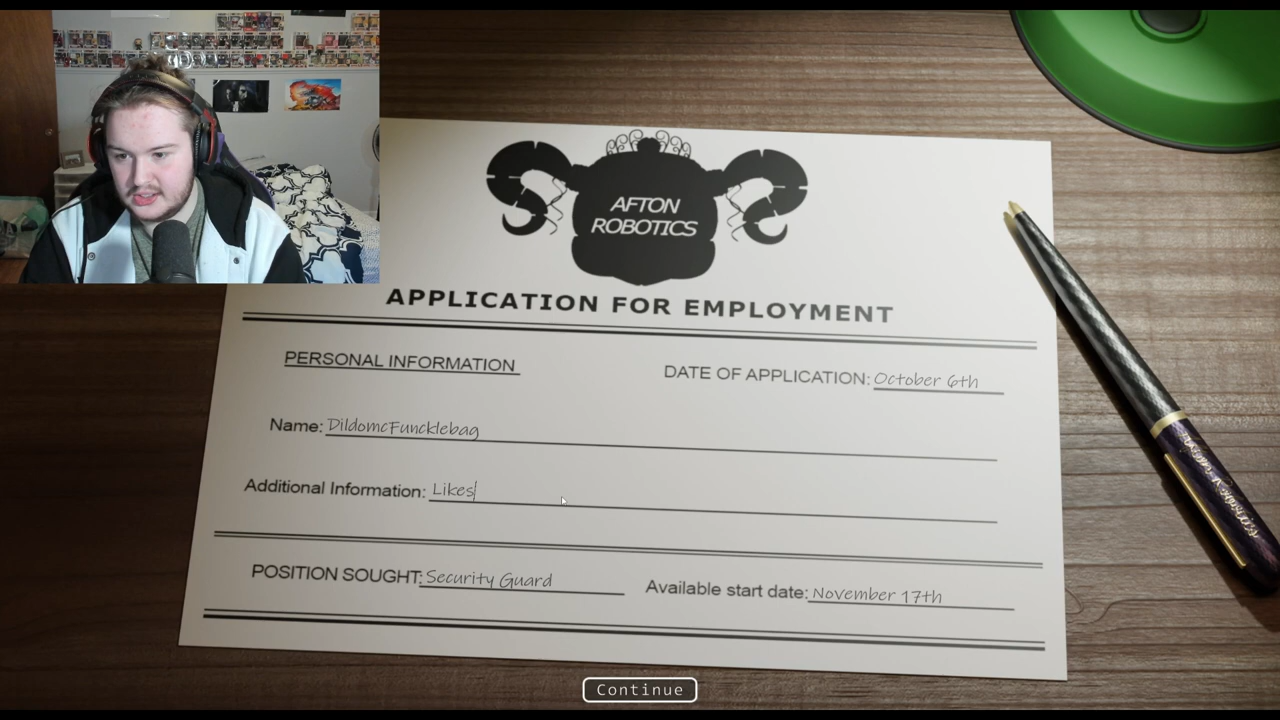 AFTON
ROBOTICS
APPLICATION FOR EMPLOYMENT
PERSONAL INFORMATION
DATE OF APPLICATION: October 6th
Name: DildomcFuncklebag
Additional Information: Likes
POSITION SOUGHT: Security Guard
Available start date: November 17th
Continue